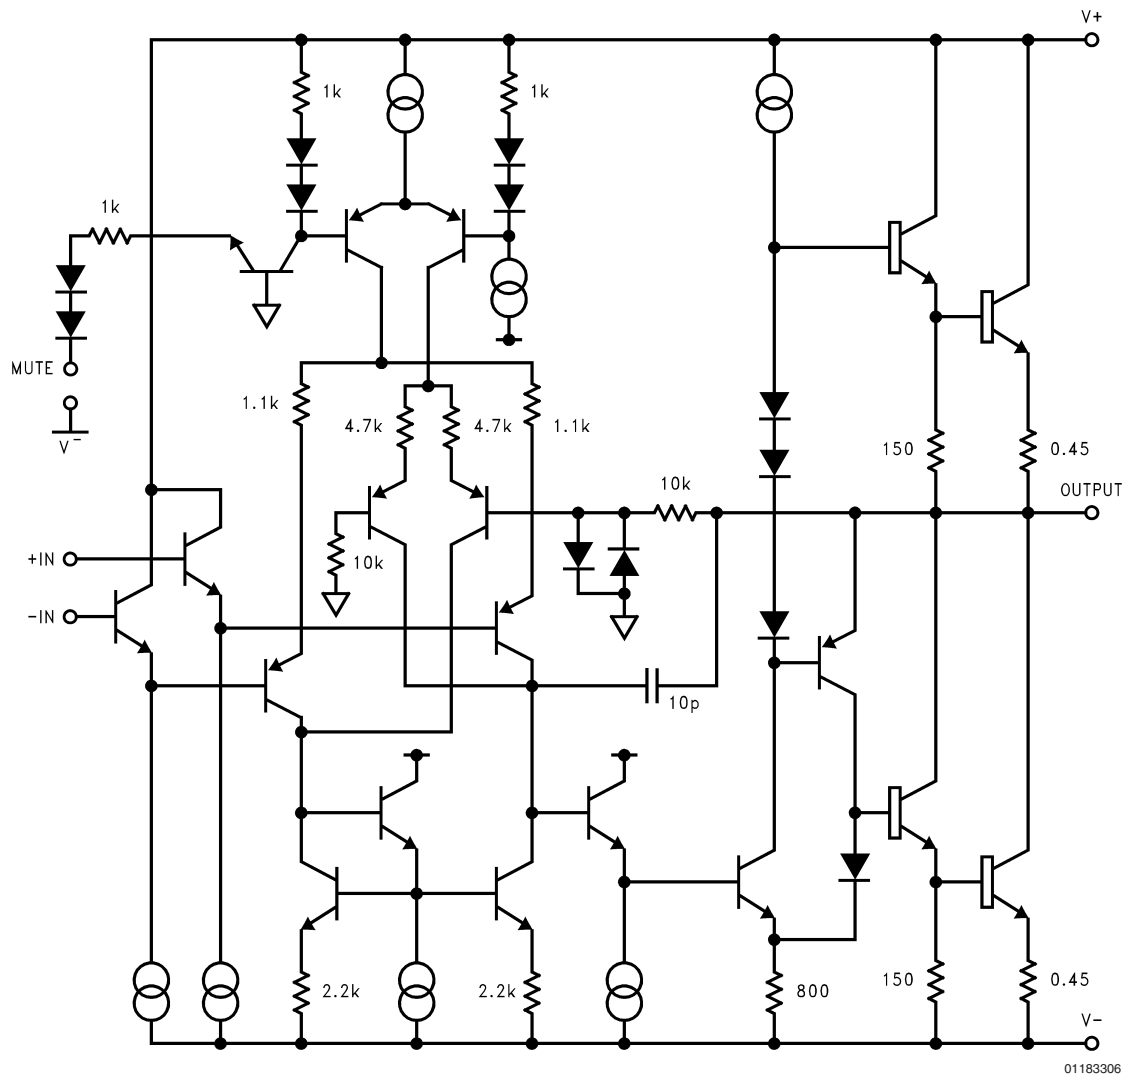 V+
1k
1k
1k
MUTE
V-
1.1k
4.7k
4.7k
1.1k
150
0.45
10k
OUTPUT
+IN
10k
-IN
10p
2.2k
2.2k
800
150
0.45
V-
01183306